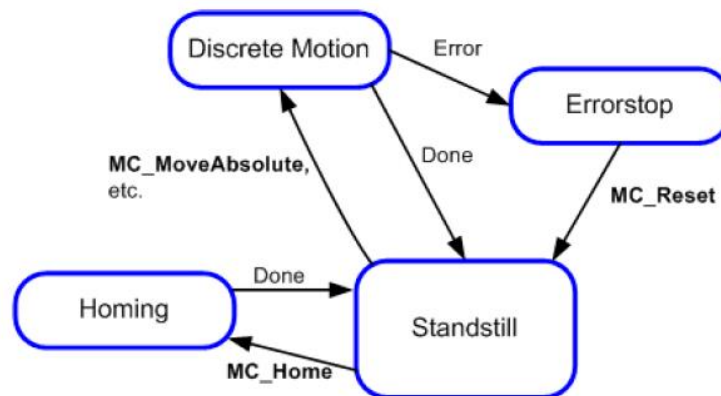 Discrete Motion
Error
Errorstop
MC_MoveAbsolute,
etc.
Done
MC_Reset
Done
Homing
Standstill
MC_Home